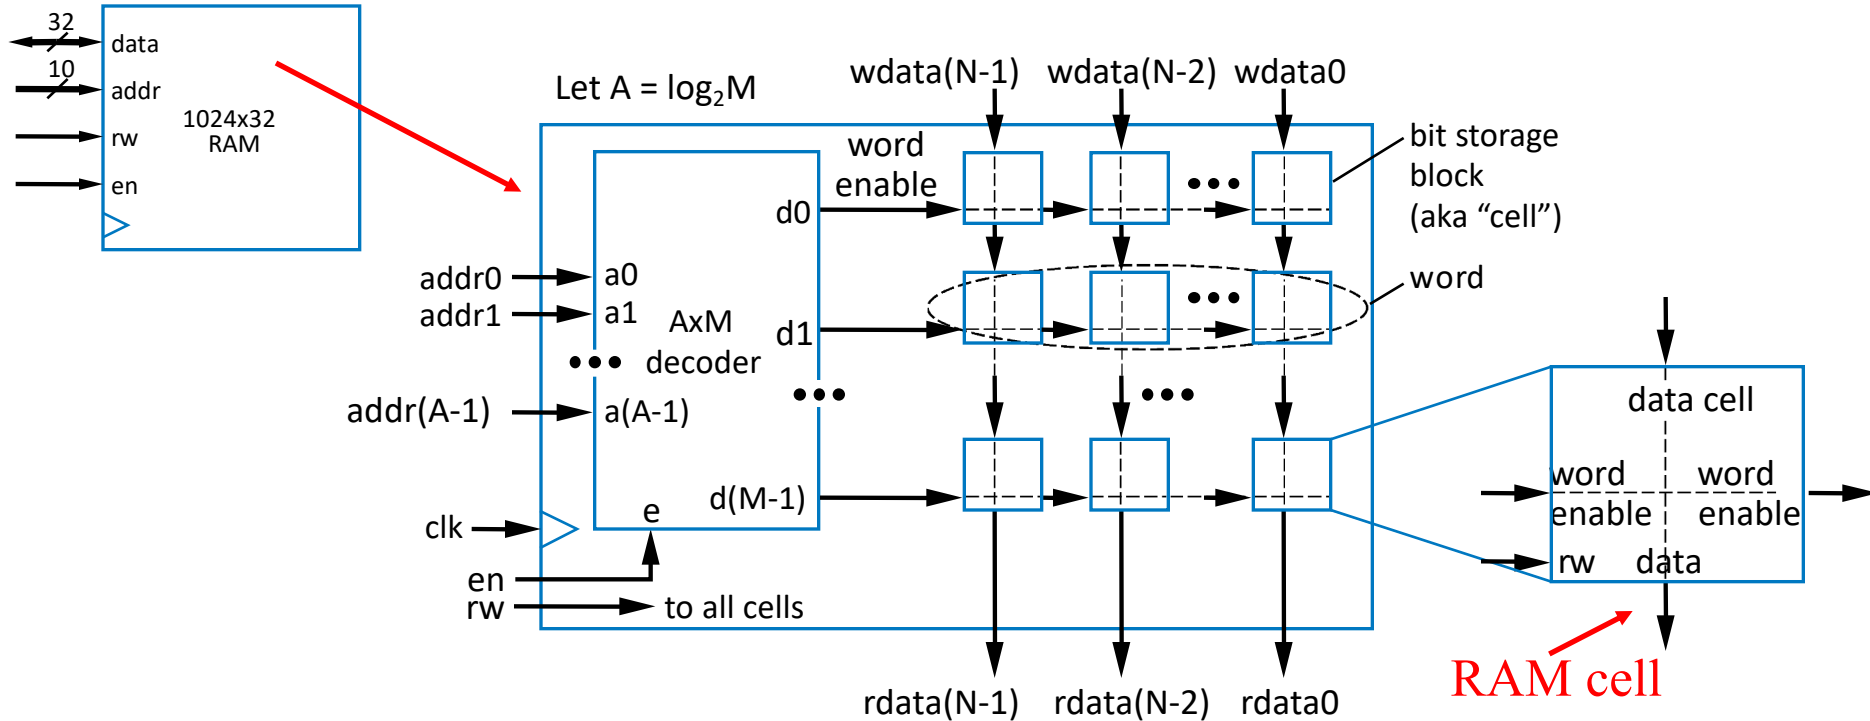 32
data
10
addr
1024x32
RAM
rw
en
Let A = log₂M
wdata(N-1) wdata(N-2) wdata0
word
enable
bit storage
block
(aka “cell”)
d0
addr0
a0
addr1
a1
AxM
decoder
d1
word
addr(A-1)
a(A-1)
d(M-1)
e
clk
en
rw
to all cells
data cell
word
enable
word
enable
rw
data
RAM cell
rdata(N-1) rdata(N-2) rdata0